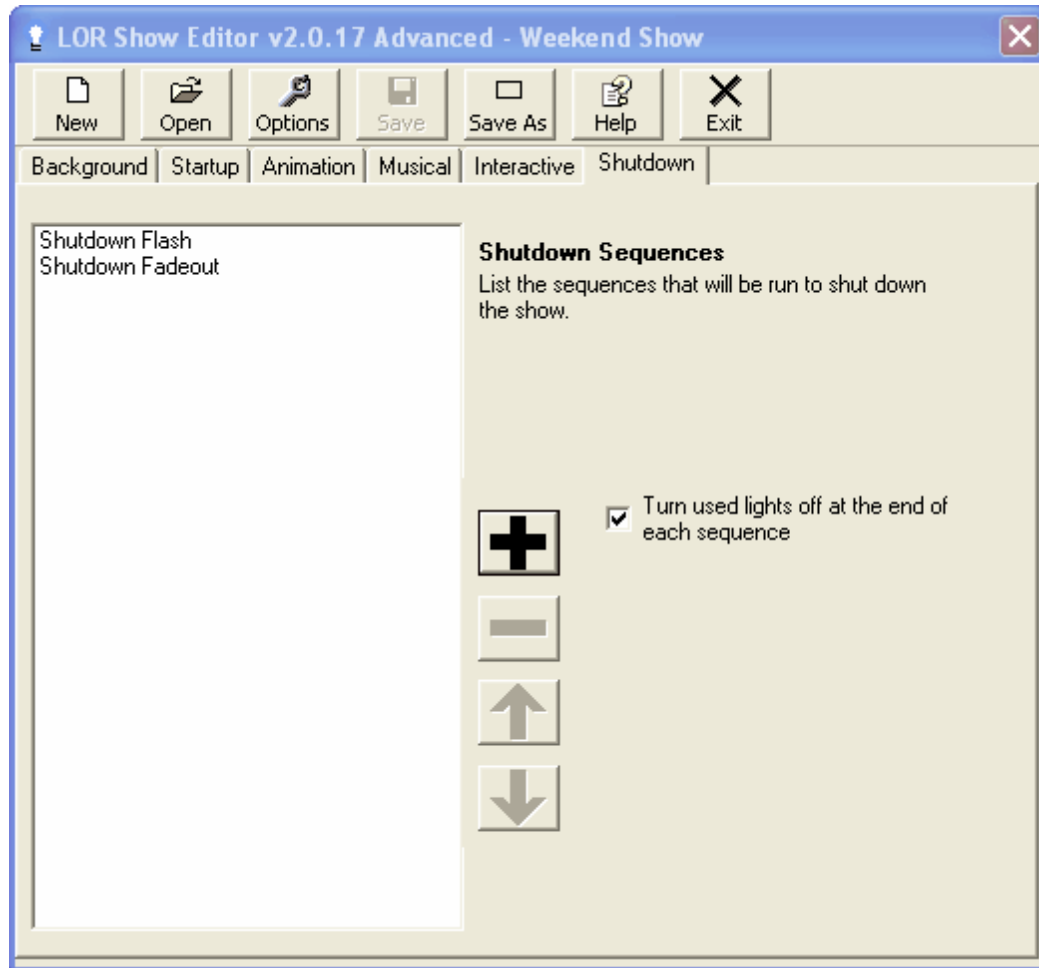 LOR Show Editor v2.0.17 Advanced - Weekend Show
New Open Options Save Save As Help Exit
Background Startup Animation Musical Interactive Shutdown
Shutdown Flash
Shutdown Fadeout
Shutdown Sequences
List the sequences that will be run to shut down
the show.
Turn used lights off at the end of
each sequence